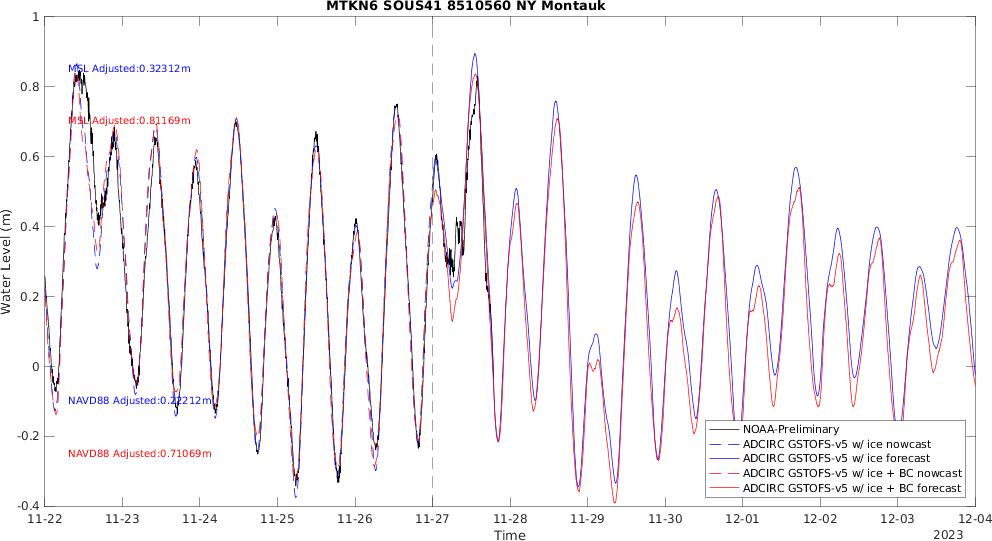 MTKN6 SOUS41 8510560 NY Montauk
1
0.8
0.6
0.4
0.2
0
-0.2
-0.4
Water Level (m)
MSL Adjusted:0.32312m
MSL Adjusted:0.81169m
NAVD88 Adjusted:0.22212m
NAVD88 Adjusted:0.71069m
NOAA-Preliminary
ADCIRC GSTOFS-v5 w/ ice nowcast
ADCIRC GSTOFS-v5 w/ ice forecast
ADCIRC GSTOFS-v5 w/ ice + BC nowcast
ADCIRC GSTOFS-v5 w/ ice + BC forecast
11-22 11-23 11-24 11-25 11-26 11-27 11-28 11-29 11-30 12-01 12-02 12-03 12-04
Time
2023